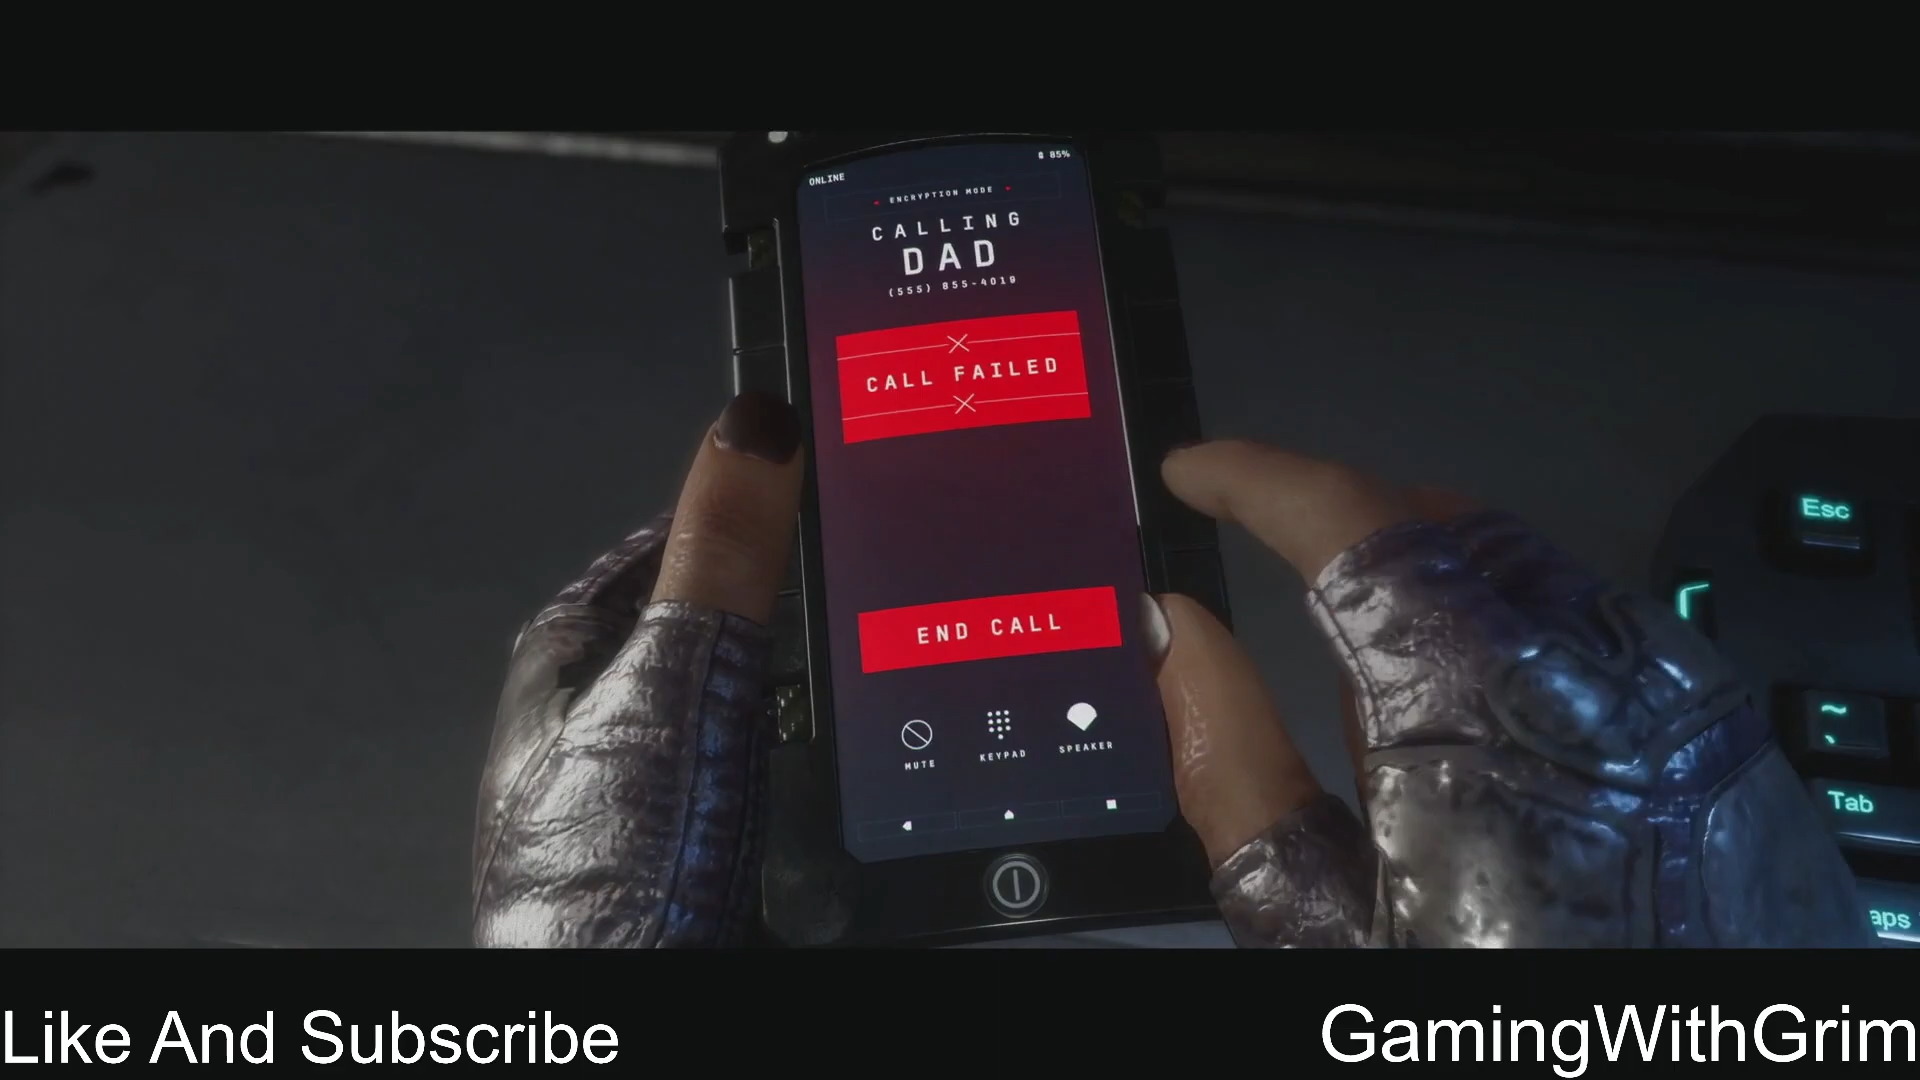 ONLINE
85%
ENCRYPTION MODE
CALLING
DAD
(555) 855-4019
CALL FAILED
END CALL
MUTE
KEYPAD
SPEAKER
Esc
~
Tab
aps
Like And Subscribe
GamingWithGrim